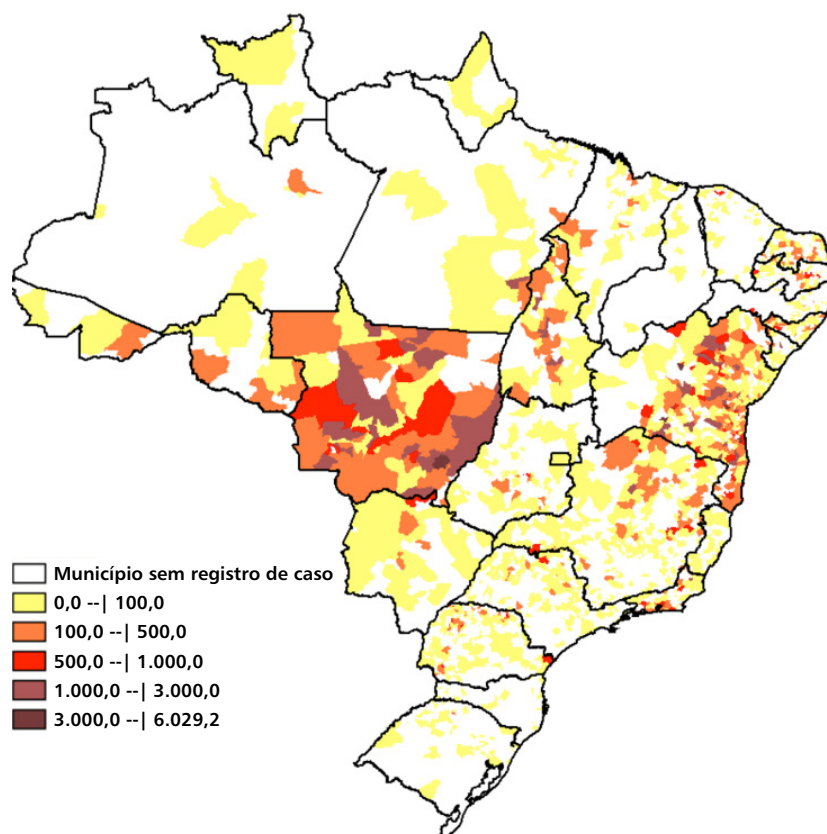 Município sem registro de caso
0,0 --| 100,0
100,0 --| 500,0
500,0 --| 1.000,0
1.000,0 --| 3.000,0
3.000,0 --| 6.029,2